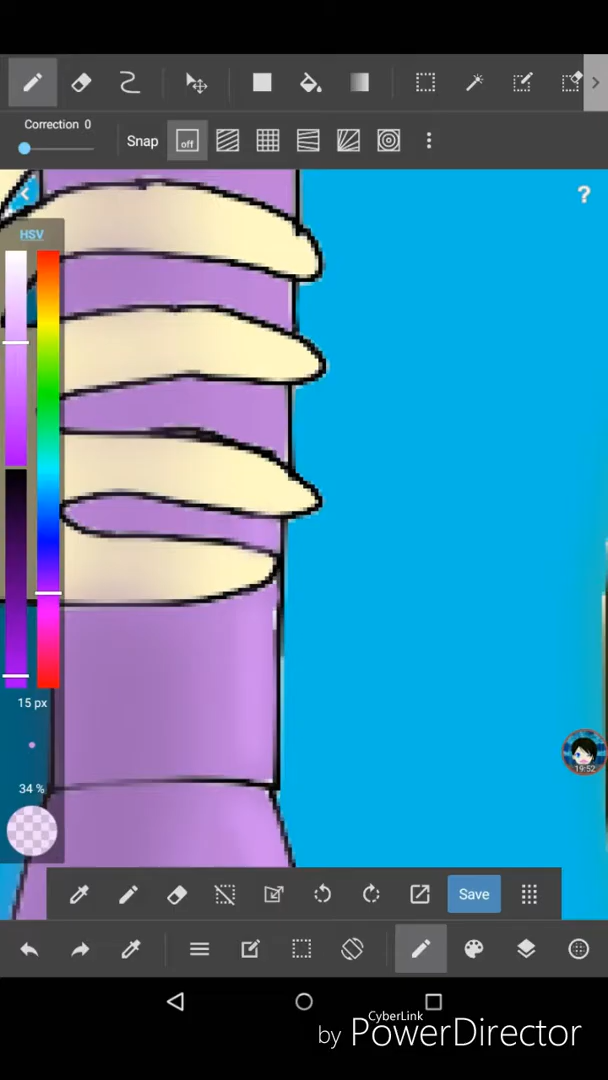 Correction 0
Snap
off
?
HSV
15 px
34 %
19:52
Save
CyberLink
by PowerDirector